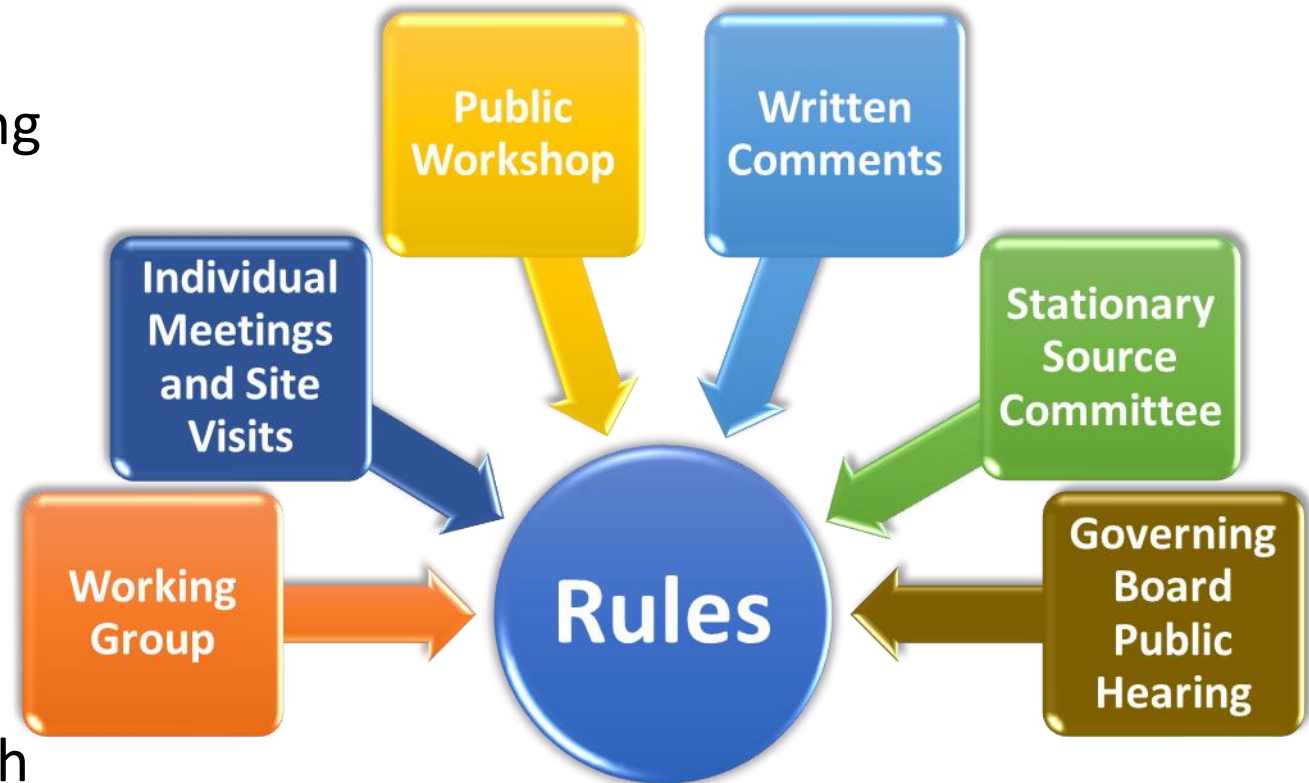 ng
Public
Workshop
Written
Comments
Individual
Meetings
and Site
Visits
Stationary
Source
Committee
Working
Group
Rules
Governing
Board
Public
Hearing
h